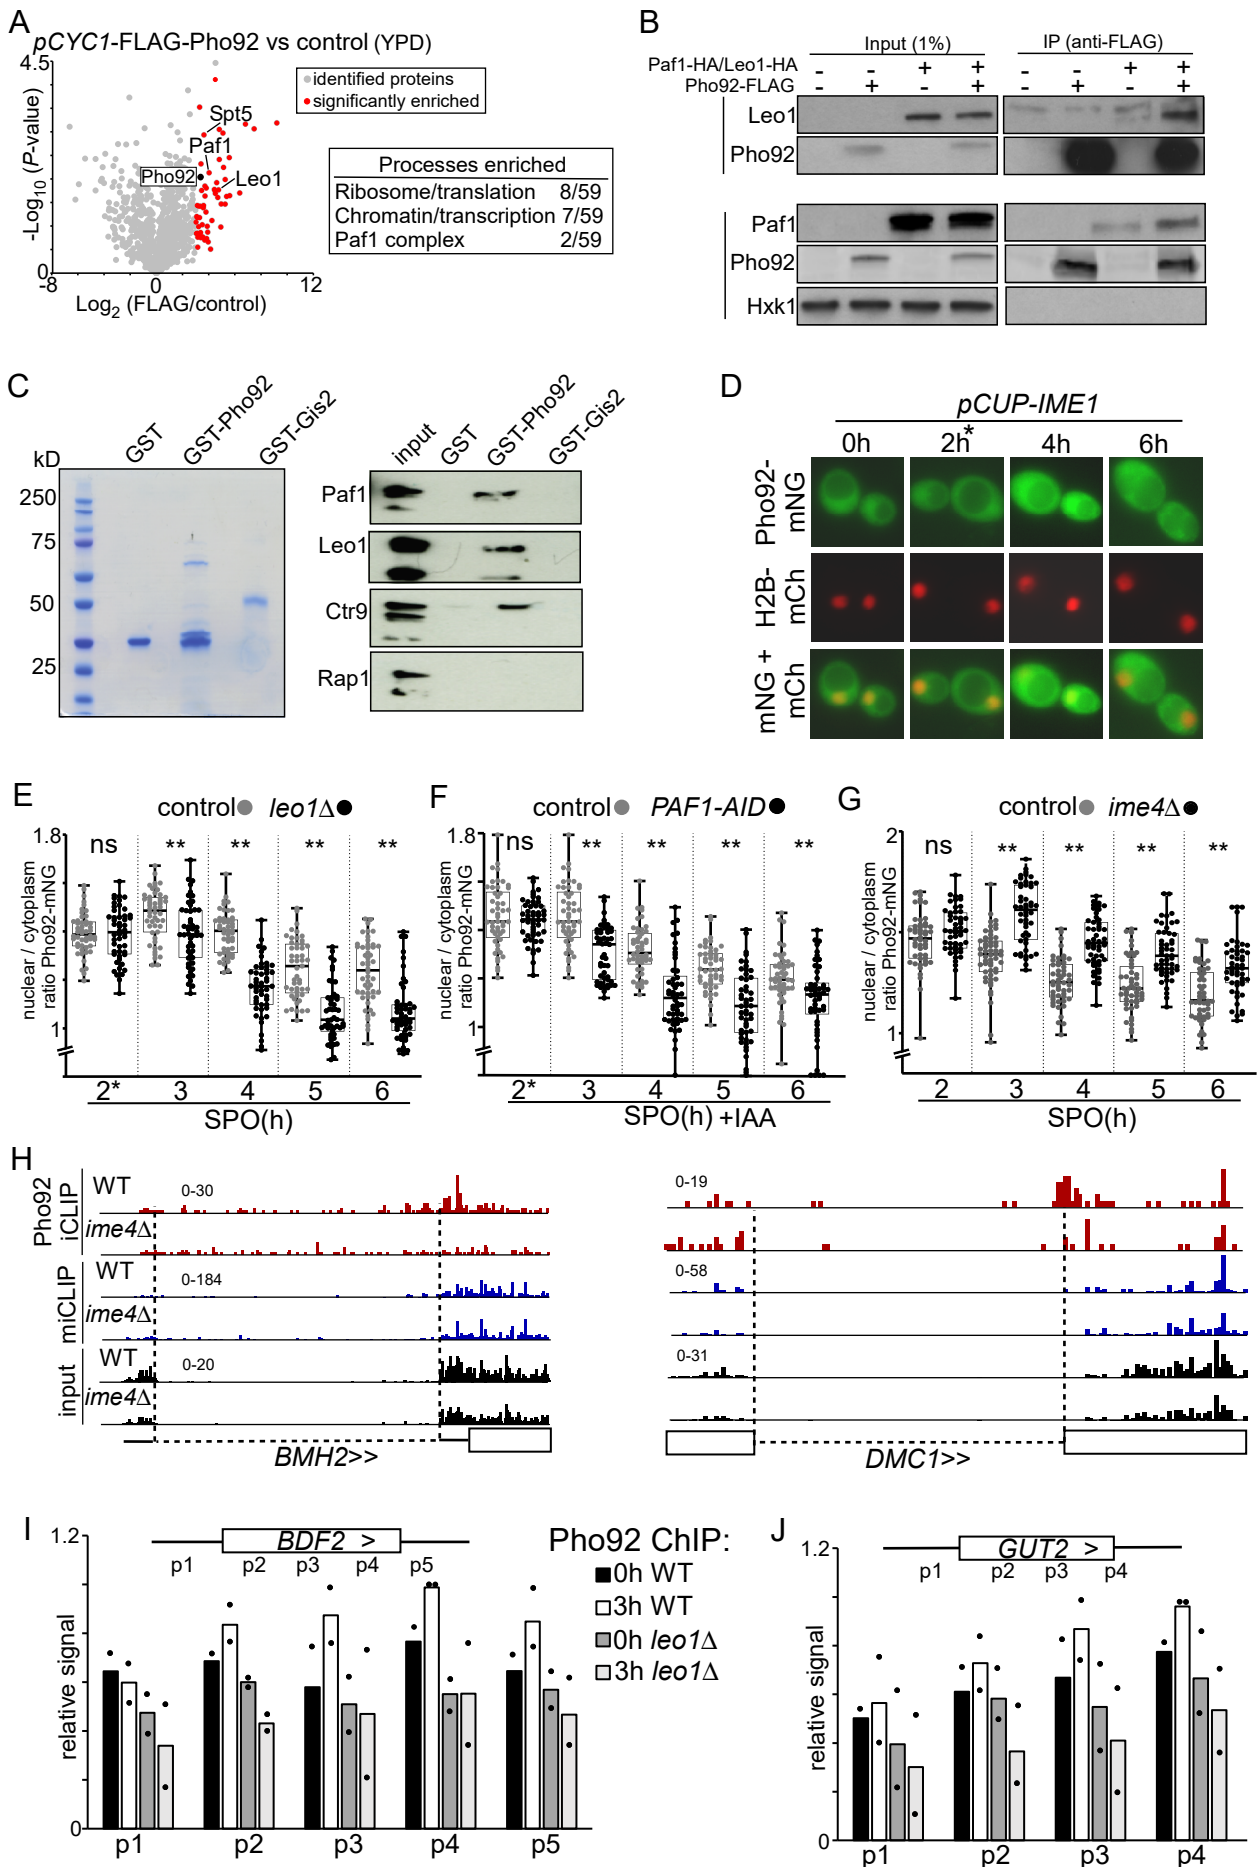 A
pCYC1-FLAG-Pho92 vs control (YPD)
4.5
identified proteins
significantly enriched
Spt5
Paf1
Pho92
Leo1
-Log10 (P-value)
0
-8
0
12
Log2 (FLAG/control)
Processes enriched
Ribosome/translation 8/59
Chromatin/transcription 7/59
Paf1 complex 2/59
B
Input (1%)
IP (anti-FLAG)
Paf1-HA/Leo1-HA - - + + - - + +
Pho92-FLAG - + - + - + - +
Leo1
Pho92
Paf1
Pho92
Hxk1
C
GST
GST-Pho92
GST-Gis2
kD
250
75
50
25
input
GST
GST-Pho92
GST-Gis2
Paf1
Leo1
Ctr9
Rap1
D
pCUP-IME1
0h 2h* 4h 6h
Pho92-mNG
H2B-mCh
mNG + mCh
E
control leo1Δ
1.8
ns ** ** ** **
nuclear / cytoplasm
ratio Pho92-mNG
1
2* 3 4 5 6
SPO(h)
F
control PAF1-AID
1.8
ns ** ** ** **
nuclear / cytoplasm
ratio Pho92-mNG
1
2* 3 4 5 6
SPO(h) +IAA
G
control ime4Δ
2
ns ** ** ** **
nuclear / cytoplasm
ratio Pho92-mNG
1
2 3 4 5 6
SPO(h)
H
Pho92 iCLIP
WT
0-30
0-19
ime4Δ
miCLIP
WT
0-184
0-58
ime4Δ
input
WT
0-20
0-31
ime4Δ
BMH2>>
DMC1>>
I
1.2
BDF2 >
p1 p2 p3 p4 p5
relative signal
0
p1 p2 p3 p4 p5
Pho92 ChIP:
0h WT
3h WT
0h leo1Δ
3h leo1Δ
J
1.2
GUT2 >
p1 p2 p3 p4
relative signal
0
p1 p2 p3 p4